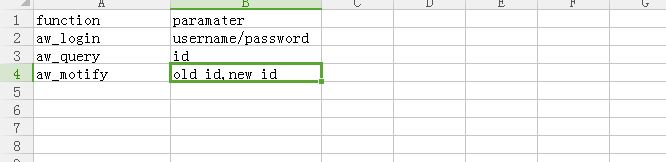 A B C D E F G
1 function paramater
2 aw_login username/password
3 aw_query id
4 aw_motify old id,new id
5
6
7
8
9